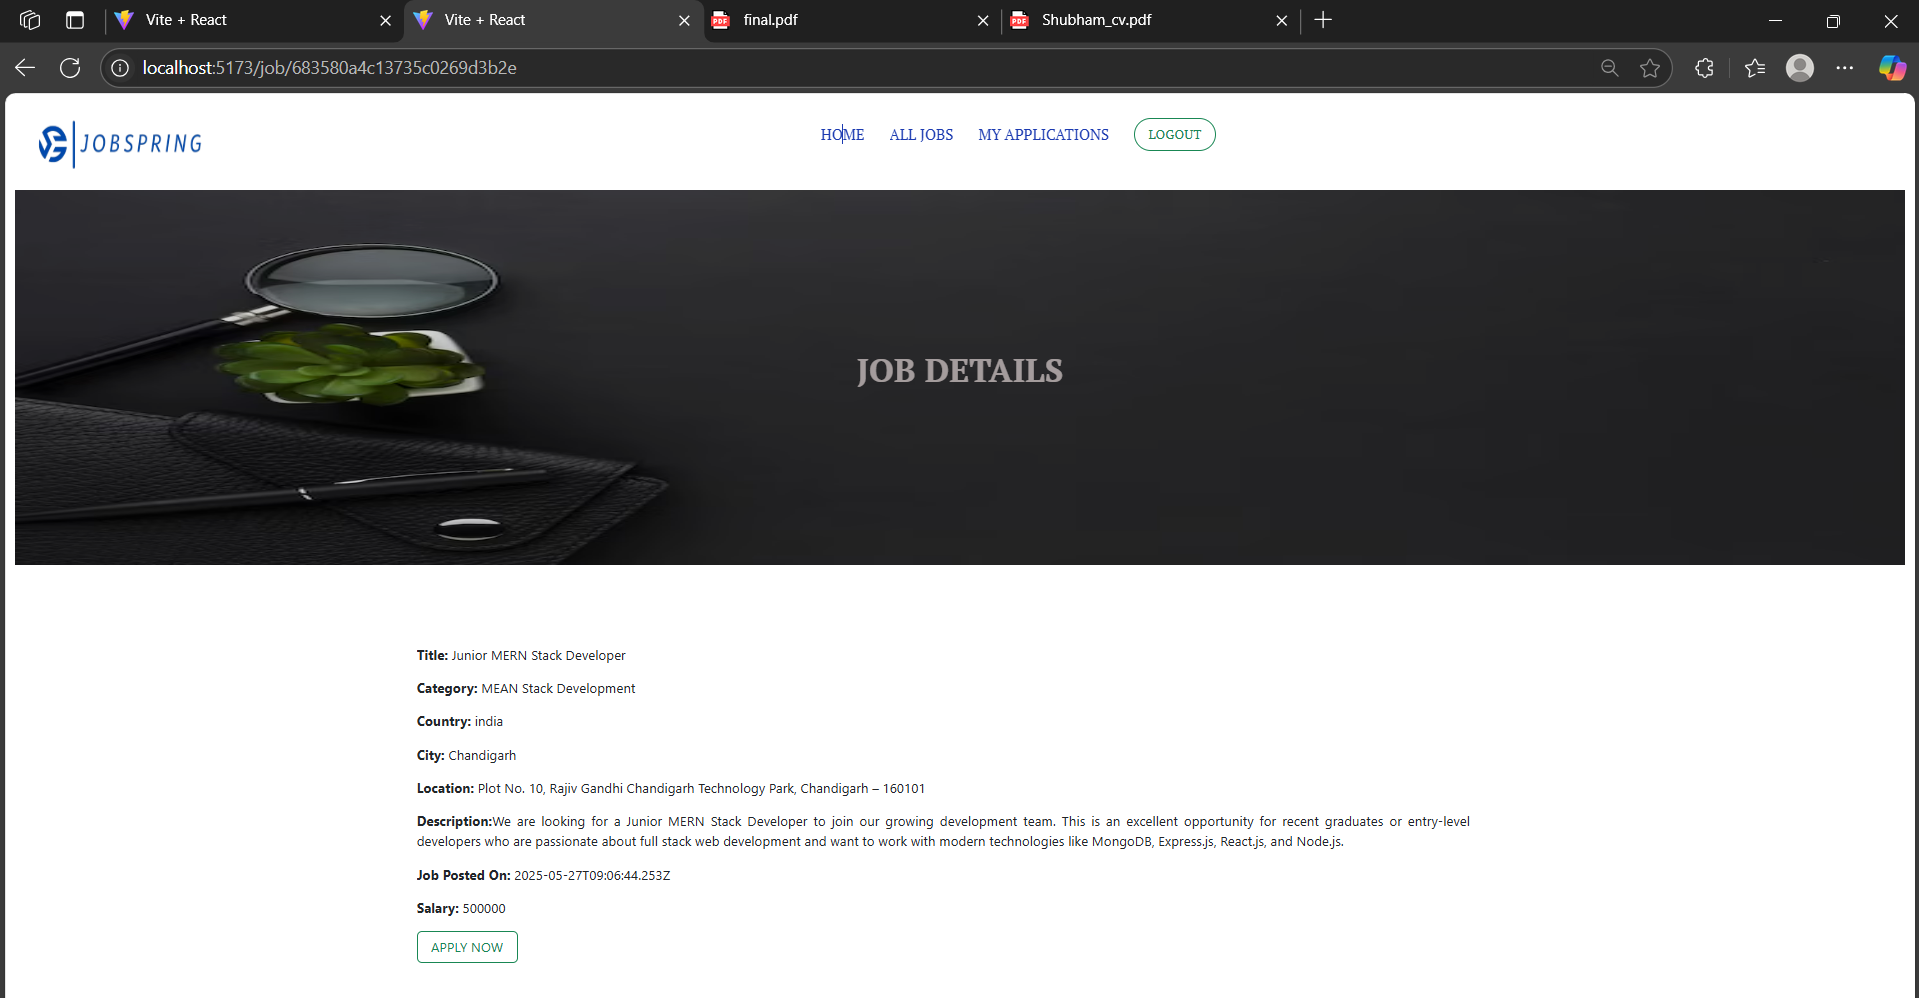 Vite + React
Vite + React
final.pdf
Shubham_cv.pdf
localhost:5173/job/683580a4c13735c0269d3b2e
JOBSPRING
HOME ALL JOBS MY APPLICATIONS LOGOUT
JOB DETAILS
Title: Junior MERN Stack Developer
Category: MEAN Stack Development
Country: india
City: Chandigarh
Location: Plot No. 10, Rajiv Gandhi Chandigarh Technology Park, Chandigarh – 160101
Description:We are looking for a Junior MERN Stack Developer to join our growing development team. This is an excellent opportunity for recent graduates or entry-level
developers who are passionate about full stack web development and want to work with modern technologies like MongoDB, Express.js, React.js, and Node.js.
Job Posted On: 2025-05-27T09:06:44.253Z
Salary: 500000
APPLY NOW